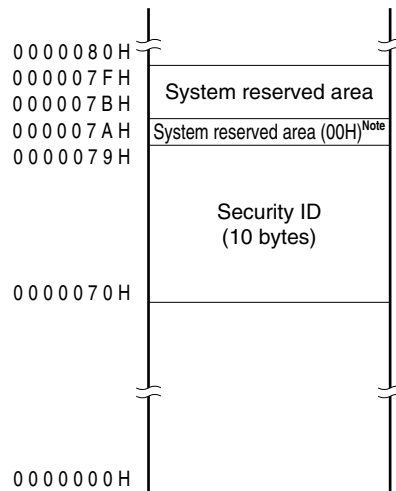 0000080H
000007FH
System reserved area
000007BH
000007AH
System reserved area (00H)Note
0000079H
Security ID
(10 bytes)
0000070H
0000000H